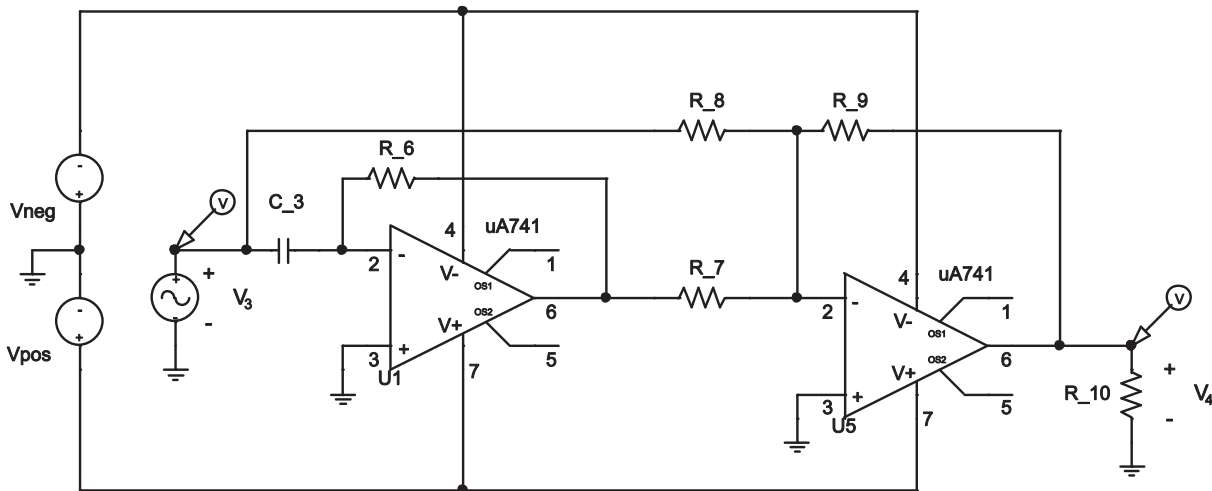 R_8
R_9
R_6
C_3
Vneg
V
4
uA741
2
-
V-
OS1
1
+
V3
-
R_7
4
uA741
V+
OS2
6
5
3
+
U1
7
2
-
V-
OS1
1
V
Vpos
V+
OS2
6
5
3
+
U5
7
R_10
+
V4
-
-
+
-
+
+
-